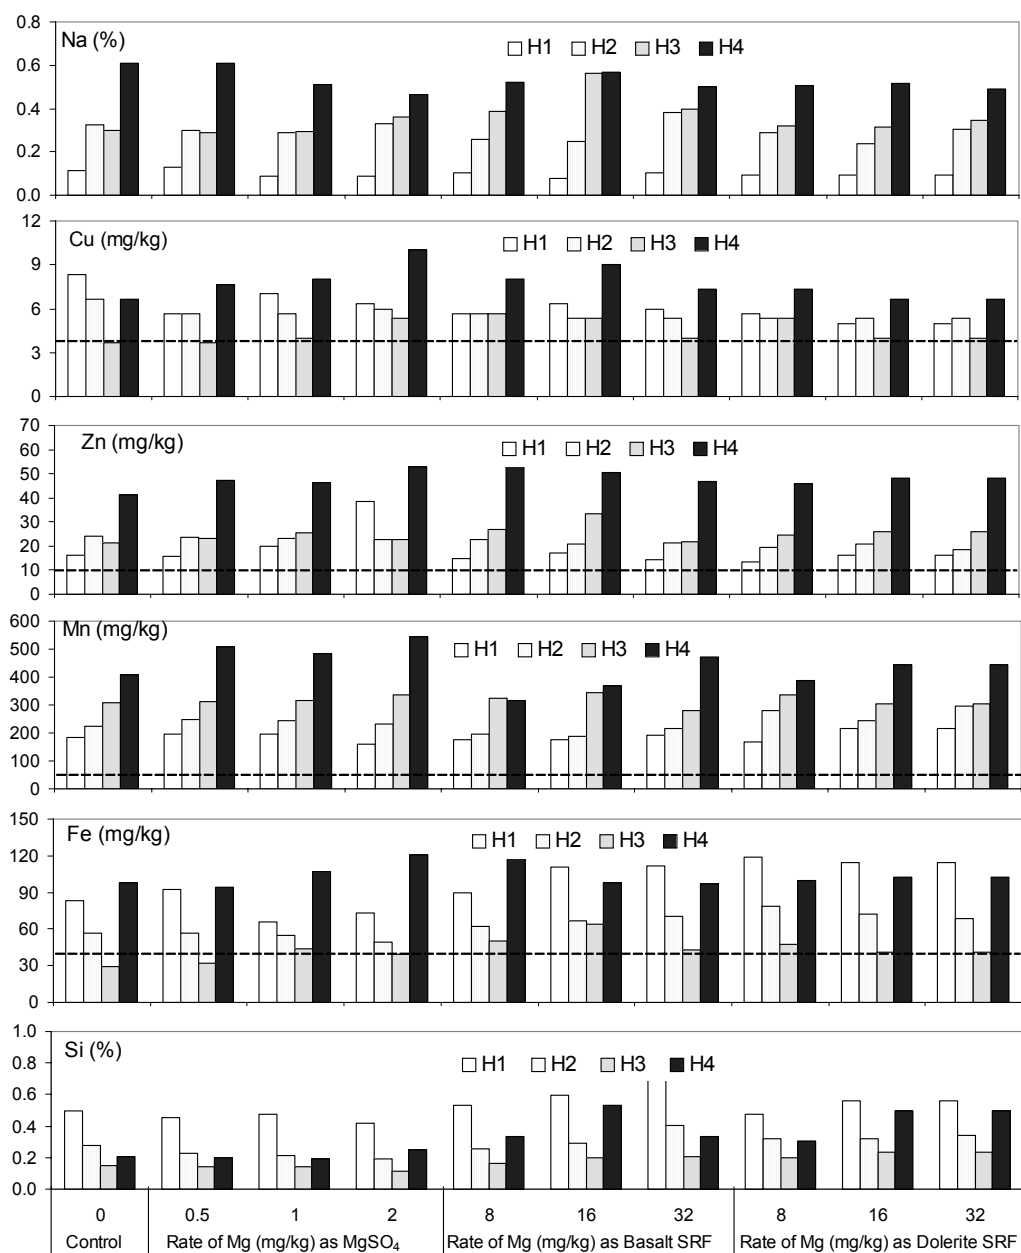 Na (%)
H1 H2 H3 H4
0.8
0.6
0.4
0.2
0.0
Cu (mg/kg)
H1 H2 H3 H4
12
9
6
3
0
Zn (mg/kg)
H1 H2 H3 H4
70
60
50
40
30
20
10
0
Mn (mg/kg)
H1 H2 H3 H4
600
500
400
300
200
100
0
Fe (mg/kg)
H1 H2 H3 H4
150
120
90
60
30
0
Si (%)
H1 H2 H3 H4
1.0
0.8
0.6
0.4
0.2
0.0
0 0.5 1 2 8 16 32 8 16 32
Control Rate of Mg (mg/kg) as MgSO₄ Rate of Mg (mg/kg) as Basalt SRF Rate of Mg (mg/kg) as Dolerite SRF